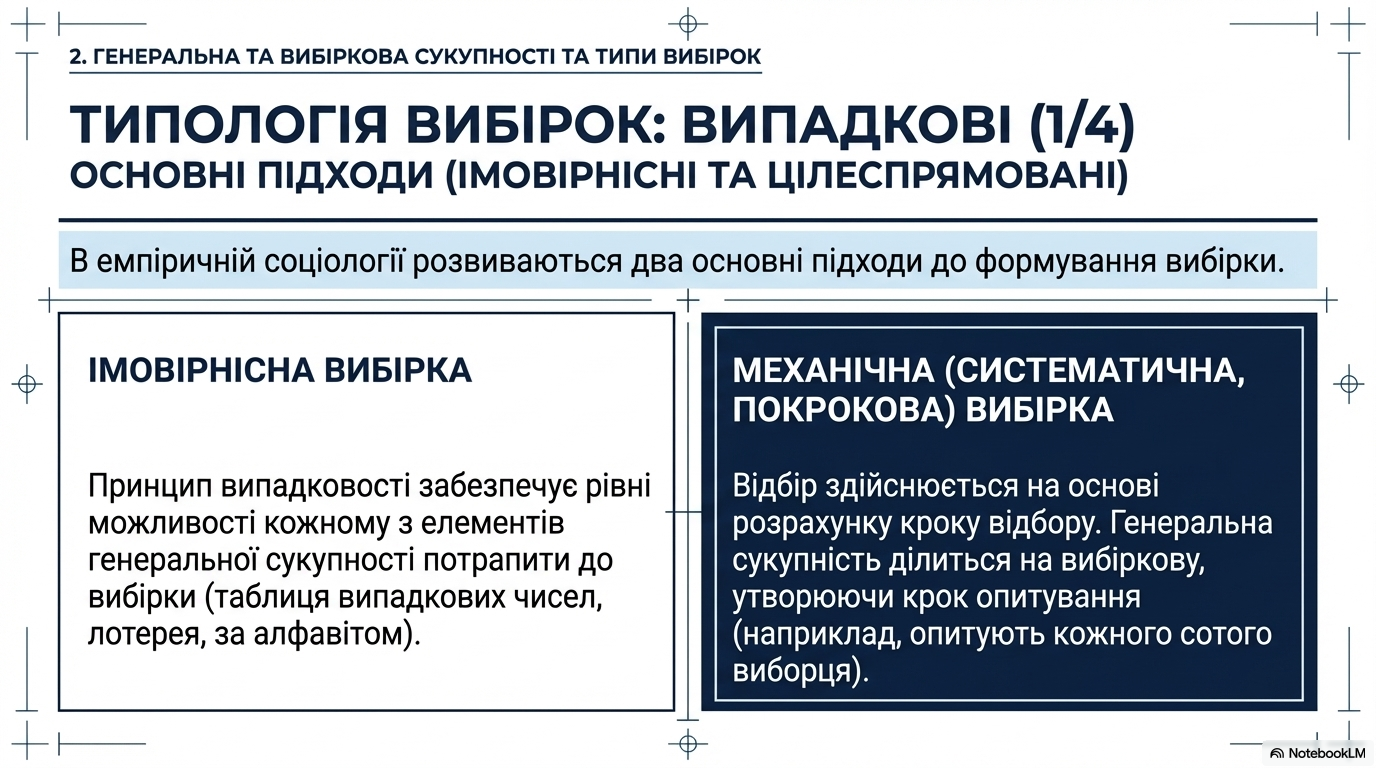 2. ГЕНЕРАЛЬНА ТА ВИБІРКОВА СУКУПНОСТІ ТА ТИПИ ВИБІРОК
ТИПОЛОГІЯ ВИБІРОК: ВИПАДКОВІ (1/4)
ОСНОВНІ ПІДХОДИ (ІМОВІРНІСНІ ТА ЦІЛЕСПРЯМОВАНІ)
В емпіричній соціології розвиваються два основні підходи до формування вибірки.
ІМОВІРНІСНА ВИБІРКА
Принцип випадковості забезпечує рівні
можливості кожному з елементів
генеральної сукупності потрапити до
вибірки (таблиця випадкових чисел,
лотерея, за алфавітом).
МЕХАНІЧНА (СИСТЕМАТИЧНА,
ПОКРОКОВА) ВИБІРКА
Відбір здійснюється на основі
розрахунку кроку відбору. Генеральна
сукупність ділиться на вибіркову,
утворюючи крок опитування
(наприклад, опитують кожного сотого
виборця).
NotebookLM